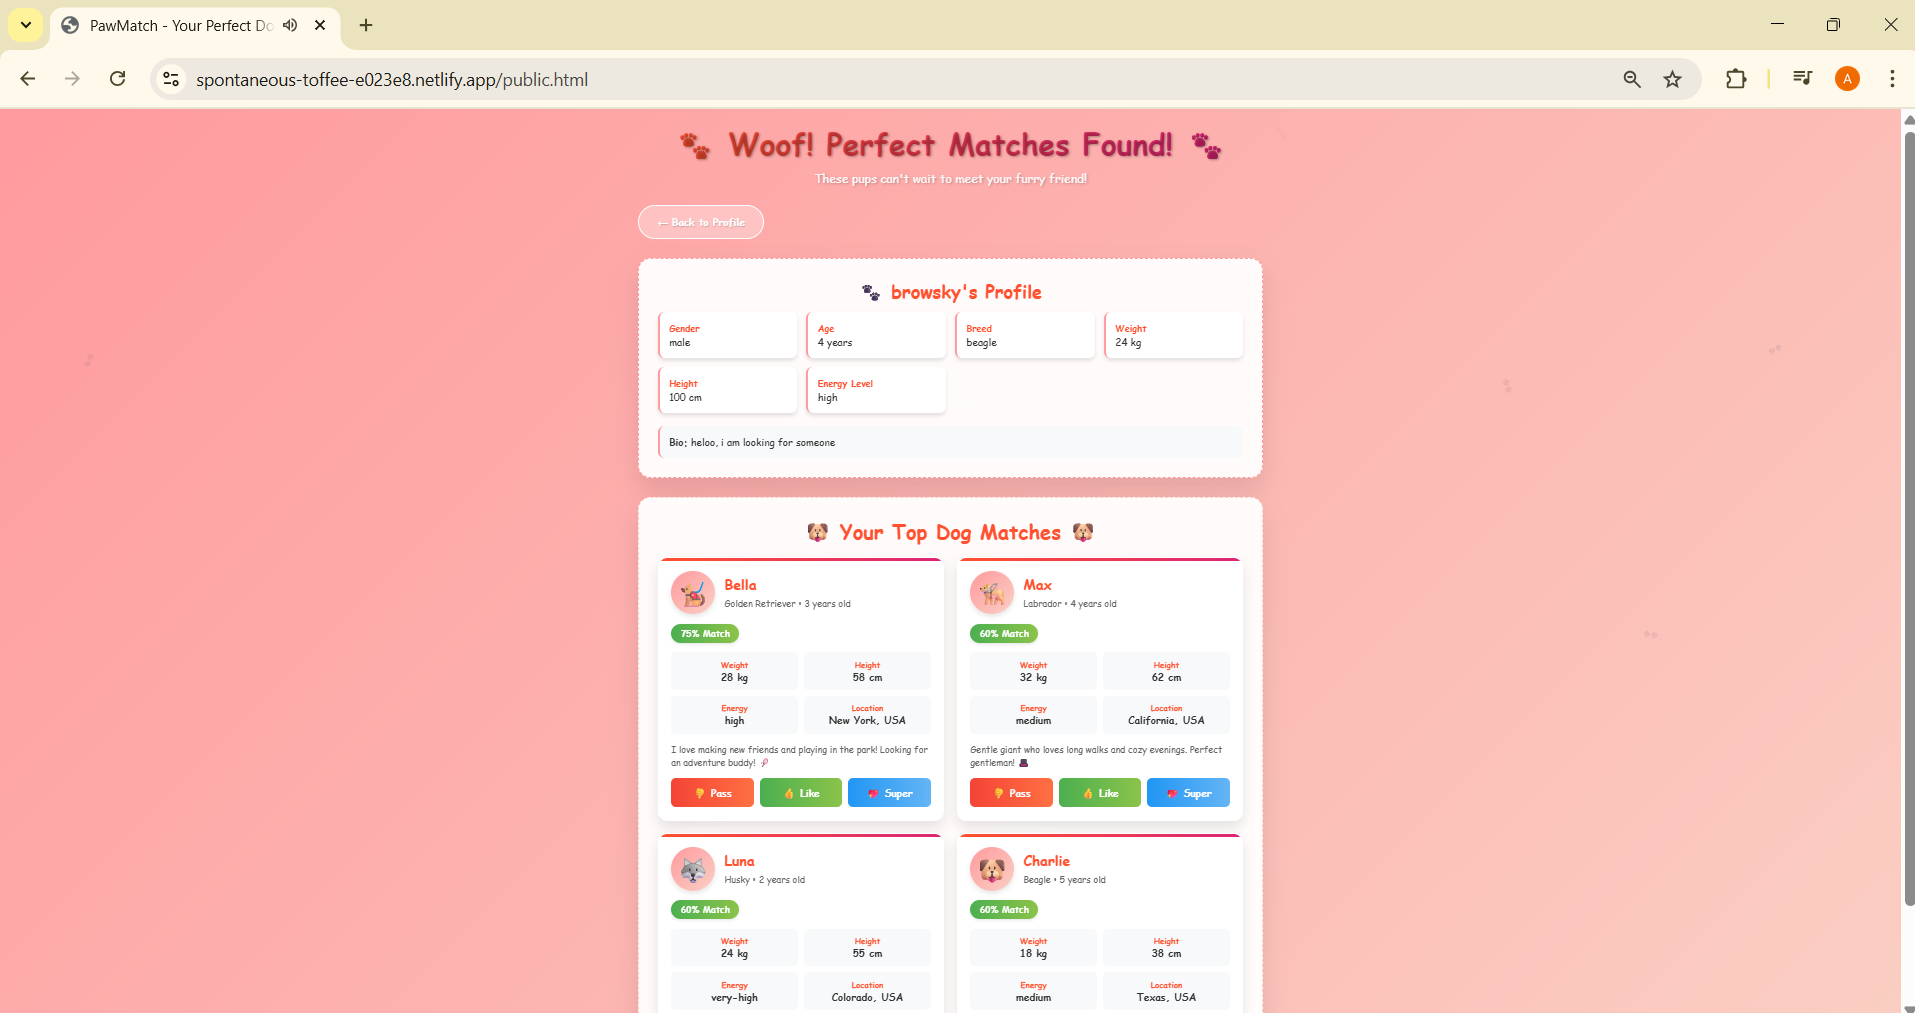 PawMatch - Your Perfect Do
spontaneous-toffee-e023e8.netlify.app/public.html
A
Woof! Perfect Matches Found!
These pups can't wait to meet your furry friend!
← Back to Profile
browsky's Profile
Gender
male
Age
4 years
Breed
beagle
Weight
24 kg
Height
100 cm
Energy Level
high
Bio: heloo, i am looking for someone
Your Top Dog Matches
Bella
Golden Retriever • 3 years old
75% Match
Weight
28 kg
Height
58 cm
Energy
high
Location
New York, USA
I love making new friends and playing in the park! Looking for
an adventure buddy!
Pass
Like
Super
Max
Labrador • 4 years old
60% Match
Weight
32 kg
Height
62 cm
Energy
medium
Location
California, USA
Gentle giant who loves long walks and cozy evenings. Perfect
gentleman!
Pass
Like
Super
Luna
Husky • 2 years old
60% Match
Weight
24 kg
Height
55 cm
Energy
very-high
Location
Colorado, USA
Charlie
Beagle • 5 years old
60% Match
Weight
18 kg
Height
38 cm
Energy
medium
Location
Texas, USA